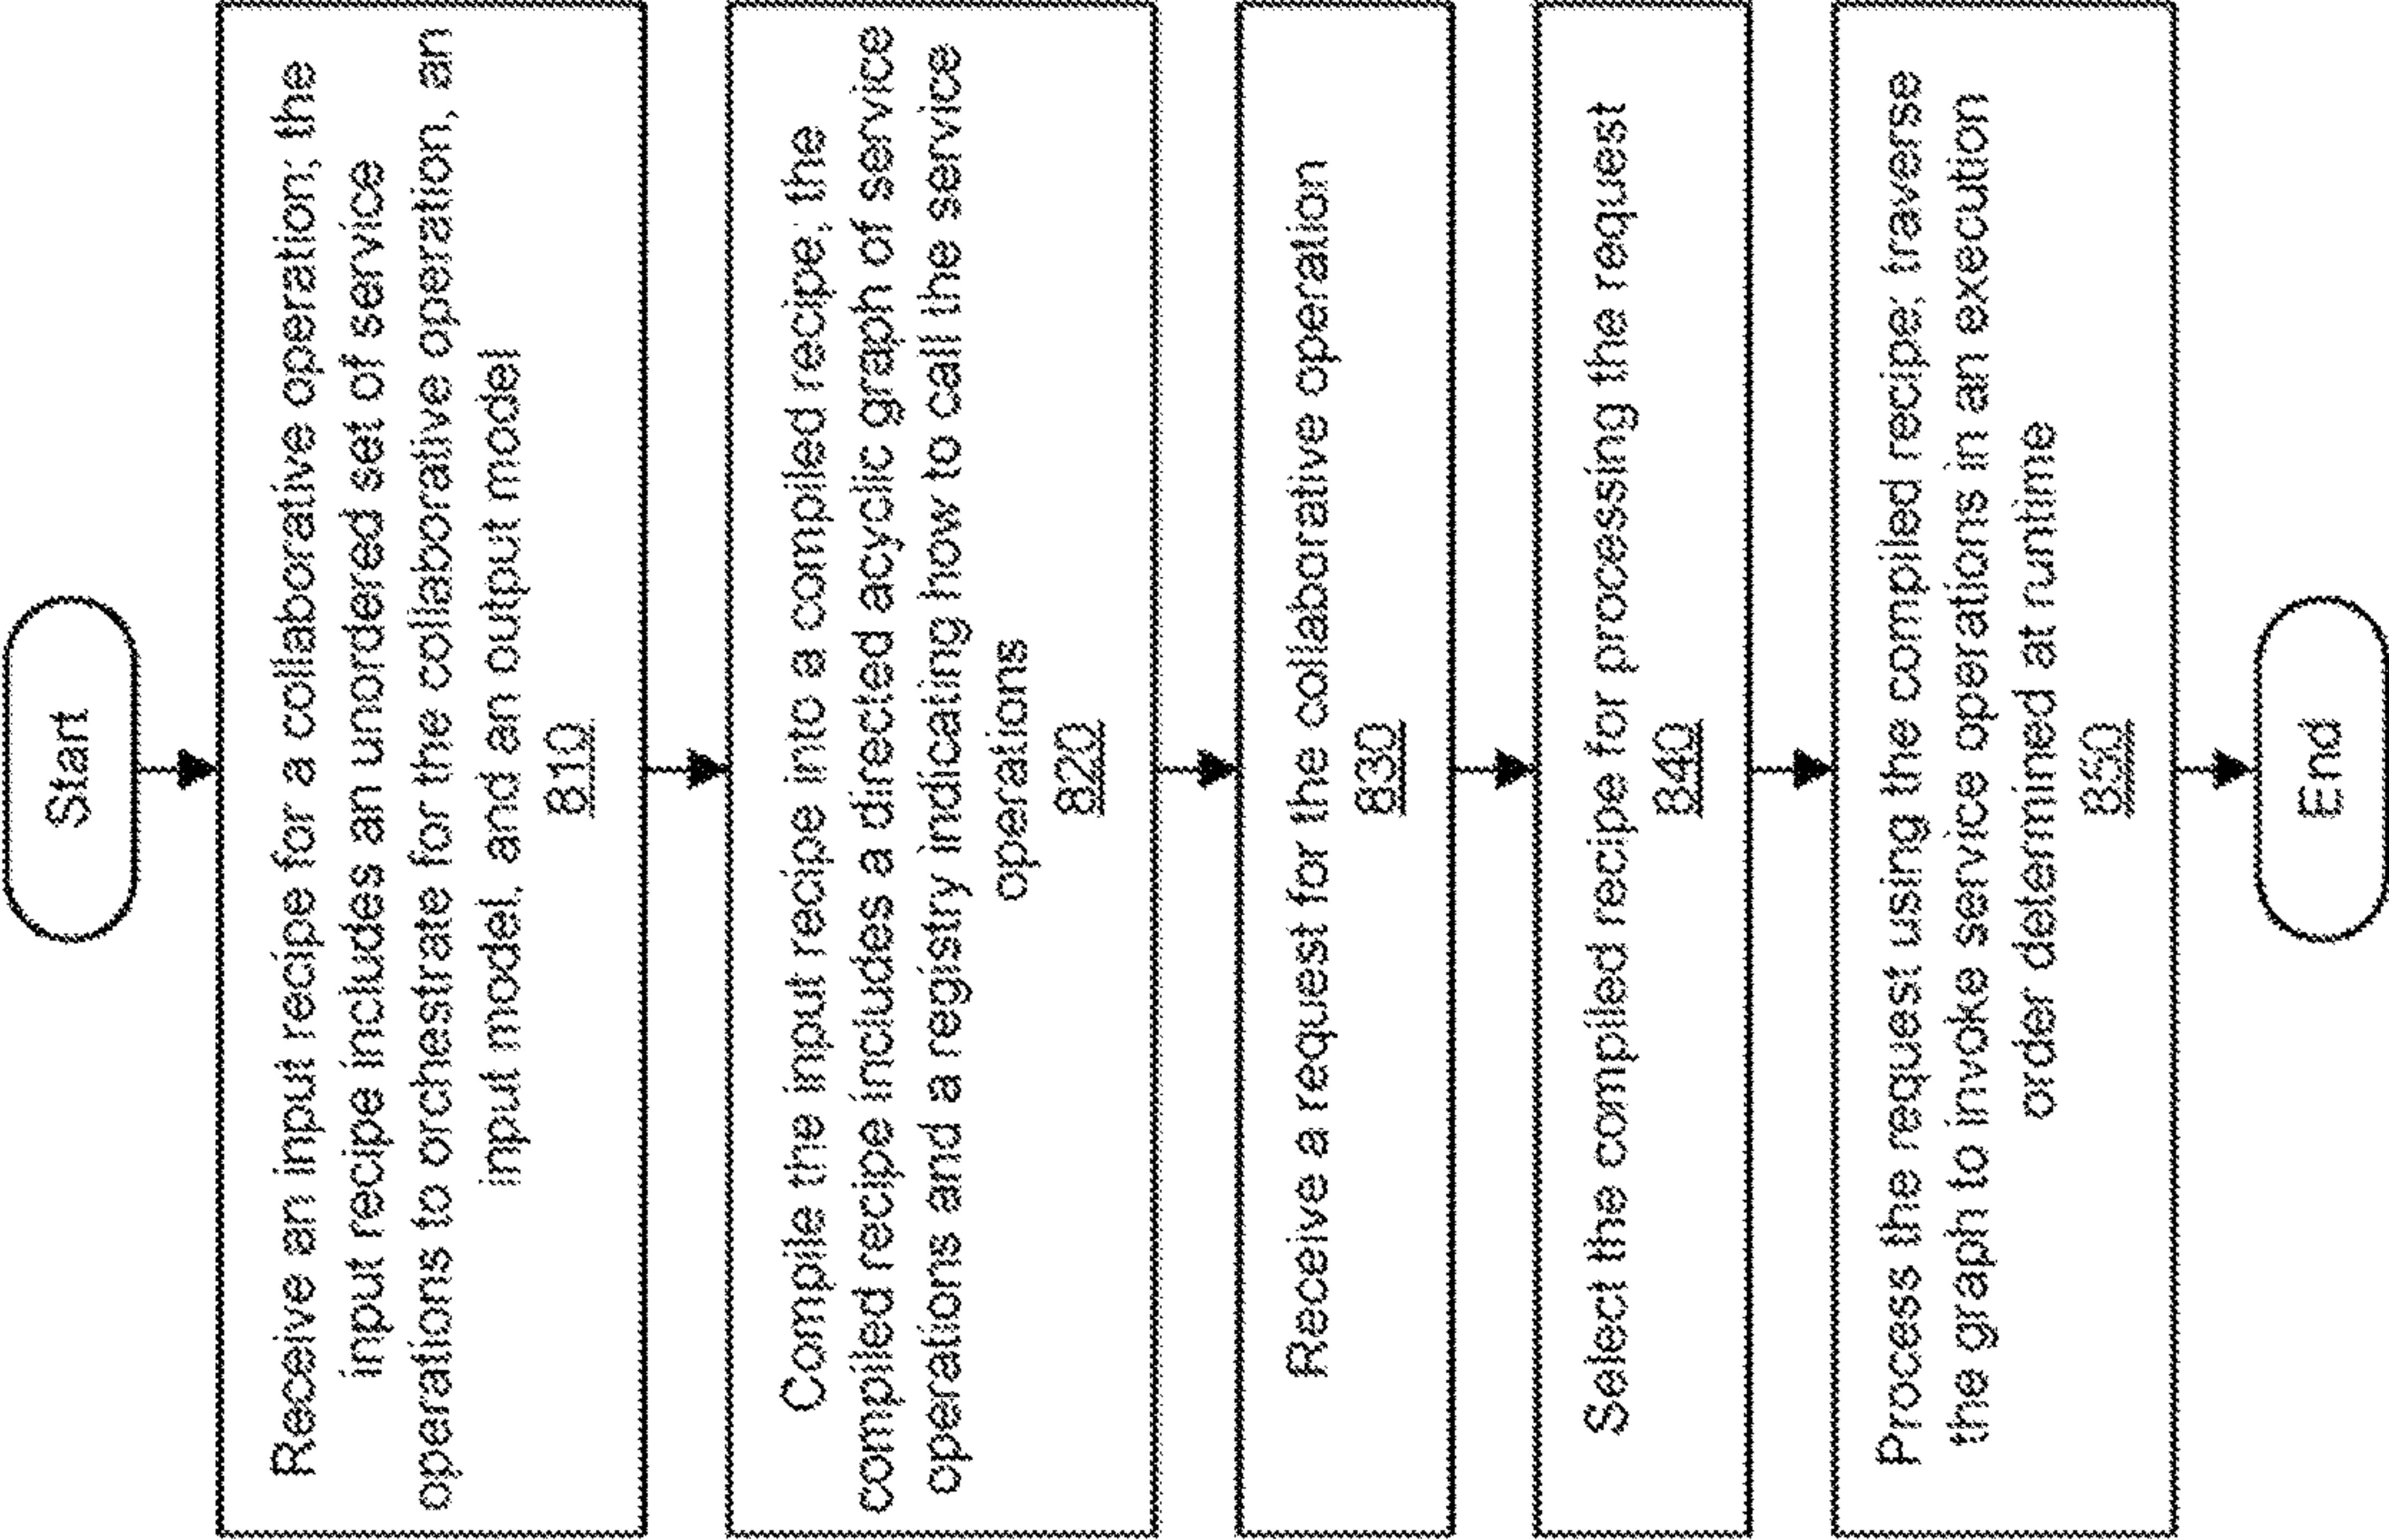 Start
Receive an input recipe for a collaborative operation; the
input recipe includes an unordered set of service
operations to orchestrate for the collaborative operation, an
input model, and an output model
810
Compile the input recipe into a compiled recipe; the
compiled recipe includes a directed acyclic graph of service
operations and a registry indicating how to call the service
operations
820
Receive a request for the collaborative operation
830
Select the compiled recipe for processing the request
840
Process the request using the compiled recipe; traverse
the graph to invoke service operations in an execution
order determined at runtime
850
End